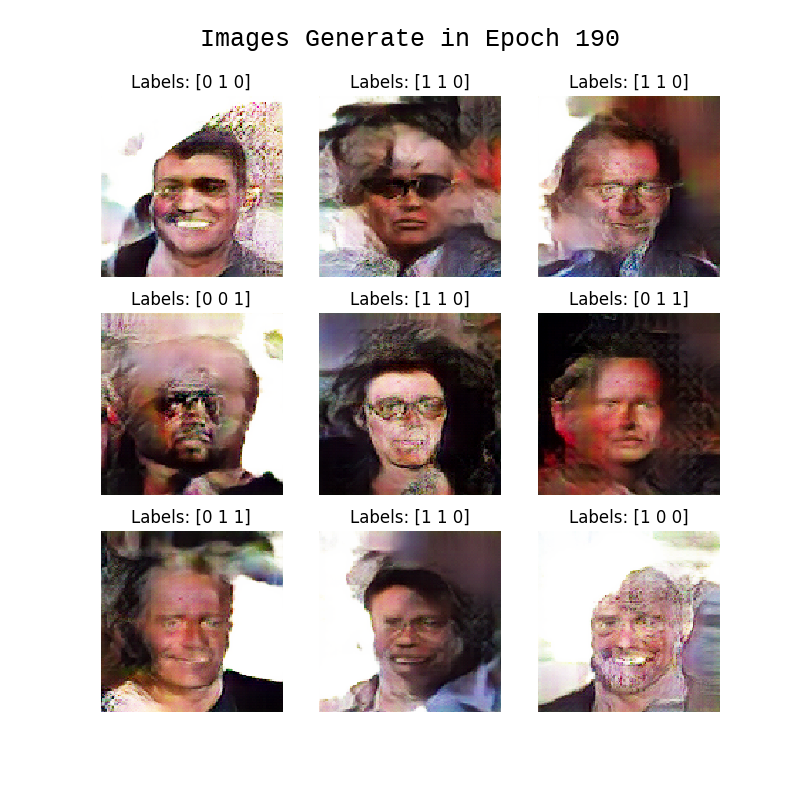 Images Generate in Epoch 190
Labels: [0 1 0]
Labels: [1 1 0]
Labels: [1 1 0]
Labels: [0 0 1]
Labels: [1 1 0]
Labels: [0 1 1]
Labels: [0 1 1]
Labels: [1 1 0]
Labels: [1 0 0]